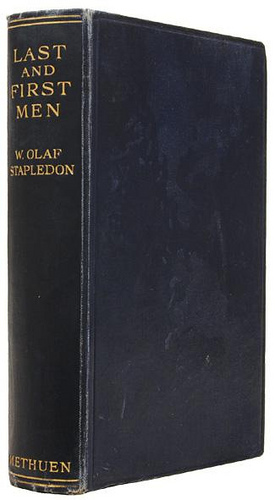 LAST
AND
FIRST
MEN
W. OLAF
STAPLEDON
METHUEN